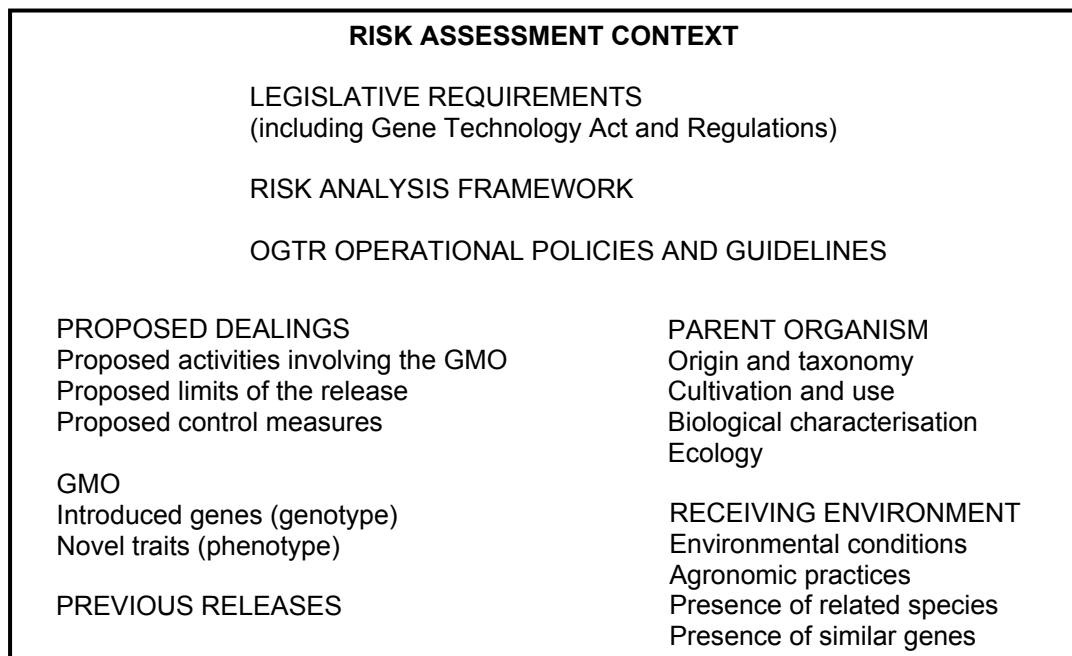 RISK ASSESSMENT CONTEXT
LEGISLATIVE REQUIREMENTS
(including Gene Technology Act and Regulations)
RISK ANALYSIS FRAMEWORK
OGTR OPERATIONAL POLICIES AND GUIDELINES
PROPOSED DEALINGS
Proposed activities involving the GMO
Proposed limits of the release
Proposed control measures
GMO
Introduced genes (genotype)
Novel traits (phenotype)
PREVIOUS RELEASES
PARENT ORGANISM
Origin and taxonomy
Cultivation and use
Biological characterisation
Ecology
RECEIVING ENVIRONMENT
Environmental conditions
Agronomic practices
Presence of related species
Presence of similar genes